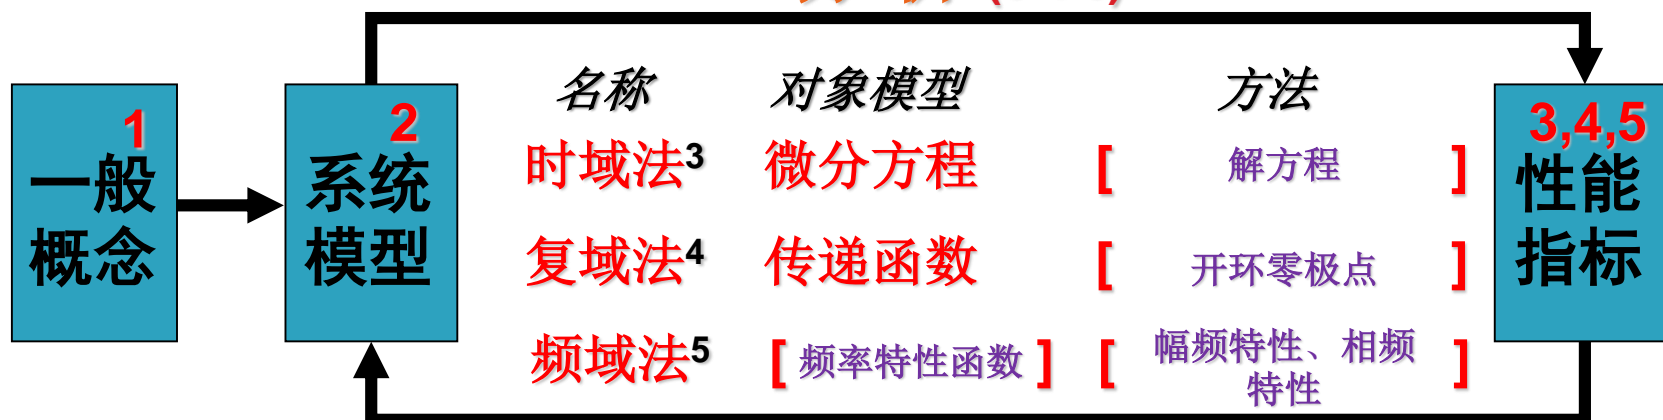 名称 对象模型 方法
1
一般
概念
2
系统
模型
时域法3 微分方程 [ 解方程 ]
复域法4 传递函数 [ 开环零极点 ]
频域法5 [ 频率特性函数 ] [ 幅频特性、相频
特性 ]
3,4,5
性能
指标